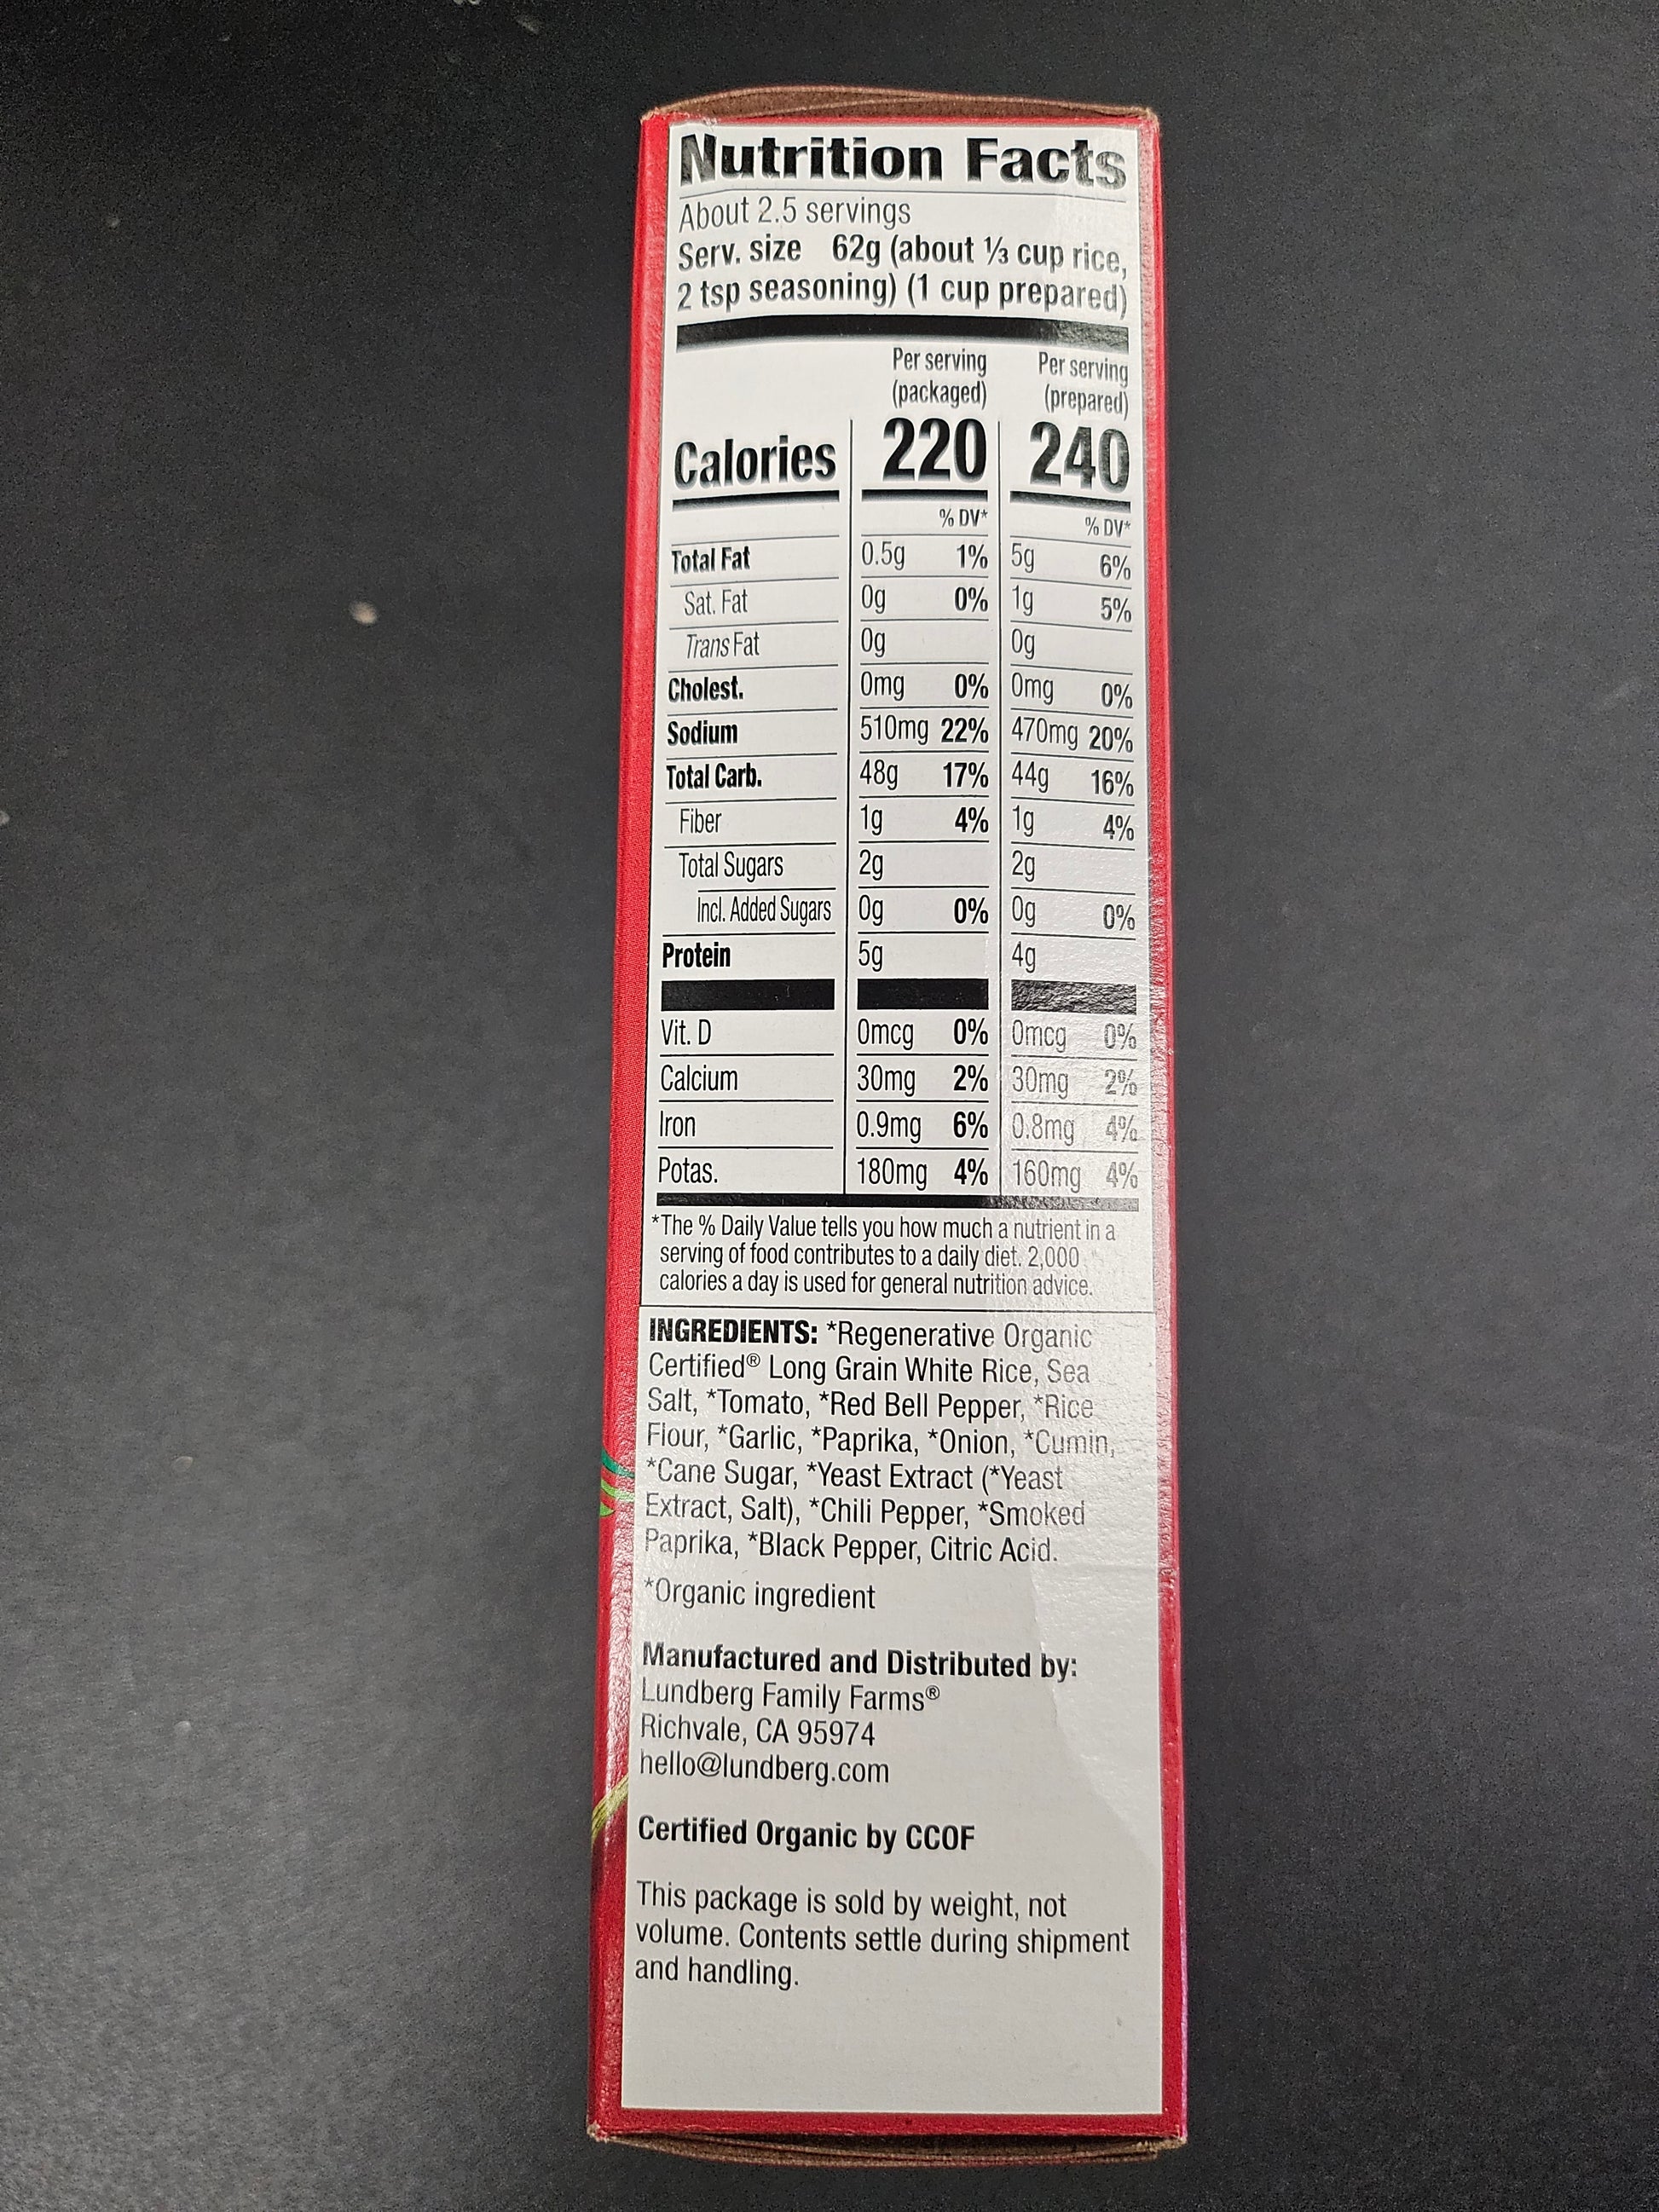 Nutrition Facts
About 2.5 servings
Serv. size 62g (about ⅓ cup rice,
2 tsp seasoning) (1 cup prepared)
Per serving Per serving
(packaged) (prepared)
Calories 220 240
% DV* % DV*
Total Fat 0.5g 1% 5g 6%
Sat. Fat 0g 0% 1g 5%
Trans Fat 0g 0g
Cholest. 0mg 0% 0mg 0%
Sodium 510mg 22% 470mg 20%
Total Carb. 48g 17% 44g 16%
Fiber 1g 4% 1g 4%
Total Sugars 2g 2g
Incl. Added Sugars 0g 0% 0g 0%
Protein 5g 4g
Vit. D 0mcg 0% 0mcg 0%
Calcium 30mg 2% 30mg 2%
Iron 0.9mg 6% 0.8mg 4%
Potas. 180mg 4% 160mg 4%
*The % Daily Value tells you how much a nutrient in a
serving of food contributes to a daily diet. 2,000
calories a day is used for general nutrition advice.
INGREDIENTS: *Regenerative Organic
Certified® Long Grain White Rice, Sea
Salt, *Tomato, *Red Bell Pepper, *Rice
Flour, *Garlic, *Paprika, *Onion, *Cumin,
*Cane Sugar, *Yeast Extract (*Yeast
Extract, Salt), *Chili Pepper, *Smoked
Paprika, *Black Pepper, Citric Acid.
*Organic ingredient
Manufactured and Distributed by:
Lundberg Family Farms®
Richvale, CA 95974
hello@lundberg.com
Certified Organic by CCOF
This package is sold by weight, not
volume. Contents settle during shipment
and handling.